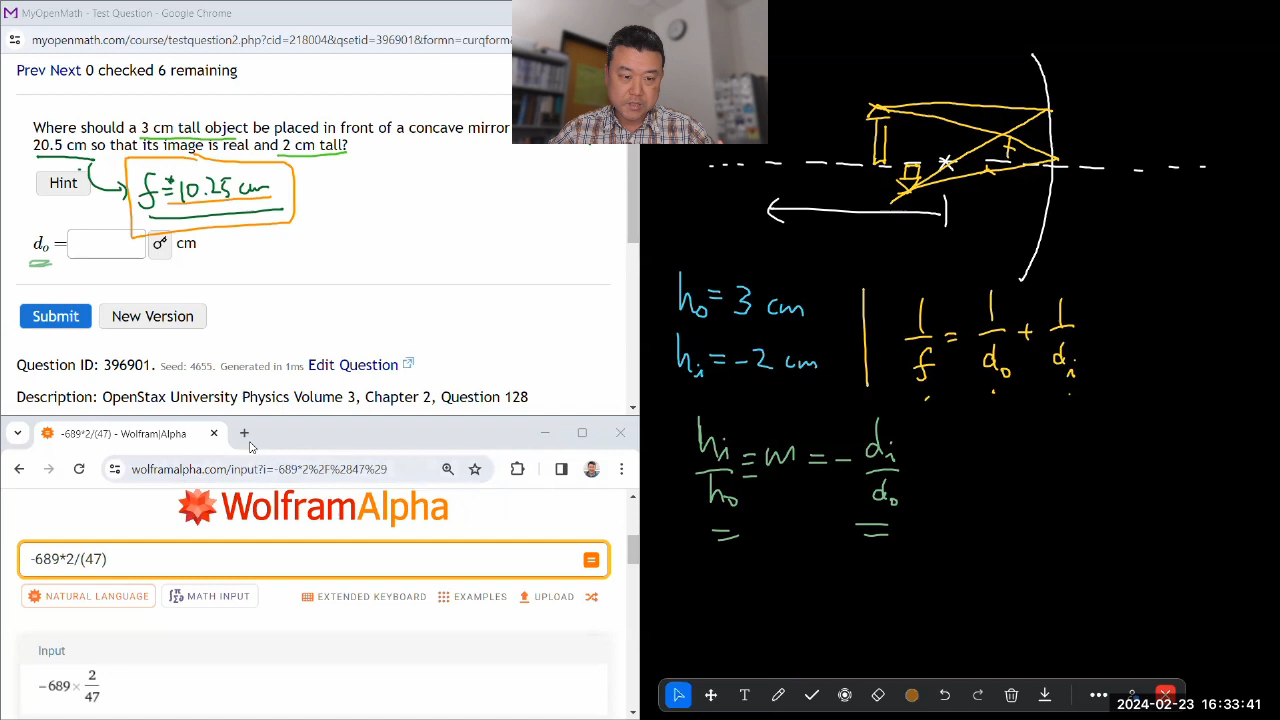 MyOpenMath - Test Question - Google Chrome
myopenmath.com/course/testquestion2.php?cid=218004&qsetid=396901&formn=curqforme
Prev Next 0 checked 6 remaining
Where should a 3 cm tall object be placed in front of a concave mirror
20.5 cm so that its image is real and 2 cm tall?
Hint
f = +10.25 cm
do = cm
Submit New Version
Question ID: 396901. Seed: 4655. Generated in 1ms Edit Question
Description: OpenStax University Physics Volume 3, Chapter 2, Question 128
-689*2/(47) - Wolfram|Alpha
wolframalpha.com/input?i=-689*2%2F%2847%29
WolframAlpha
-689*2/(47)
NATURAL LANGUAGE MATH INPUT EXTENDED KEYBOARD EXAMPLES UPLOAD
Input
-689 × 2/47
f
ho = 3 cm
hi = -2 cm
1/f = 1/do + 1/di
hi/ho = m = - di/do
2024-02-23 16:33:41